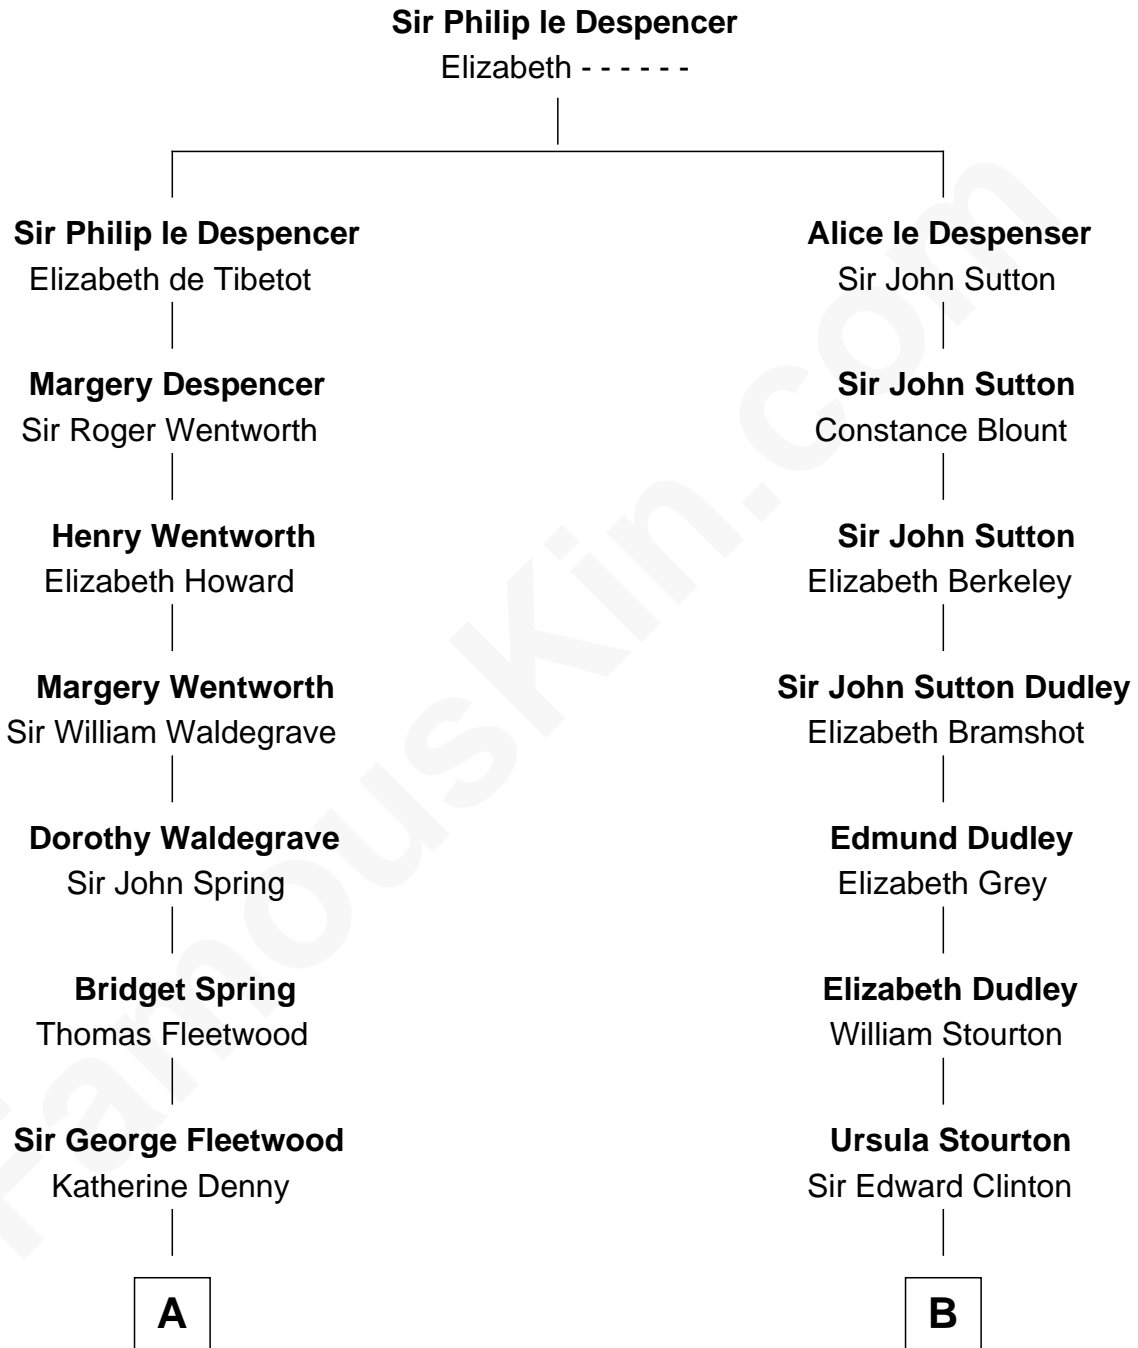 Sir Philip le Despencer
Elizabeth - - - - - -
Sir Philip le Despencer
Elizabeth de Tibetot
Alice le Despenser
Sir John Sutton
Margery Despencer
Sir Roger Wentworth
Sir John Sutton
Constance Blount
Henry Wentworth
Elizabeth Howard
Sir John Sutton
Elizabeth Berkeley
Margery Wentworth
Sir William Waldegrave
Sir John Sutton Dudley
Elizabeth Bramshot
Dorothy Waldegrave
Sir John Spring
Edmund Dudley
Elizabeth Grey
Bridget Spring
Thomas Fleetwood
Elizabeth Dudley
William Stourton
Sir George Fleetwood
Katherine Denny
Ursula Stourton
Sir Edward Clinton
A
B
FamousKin.com